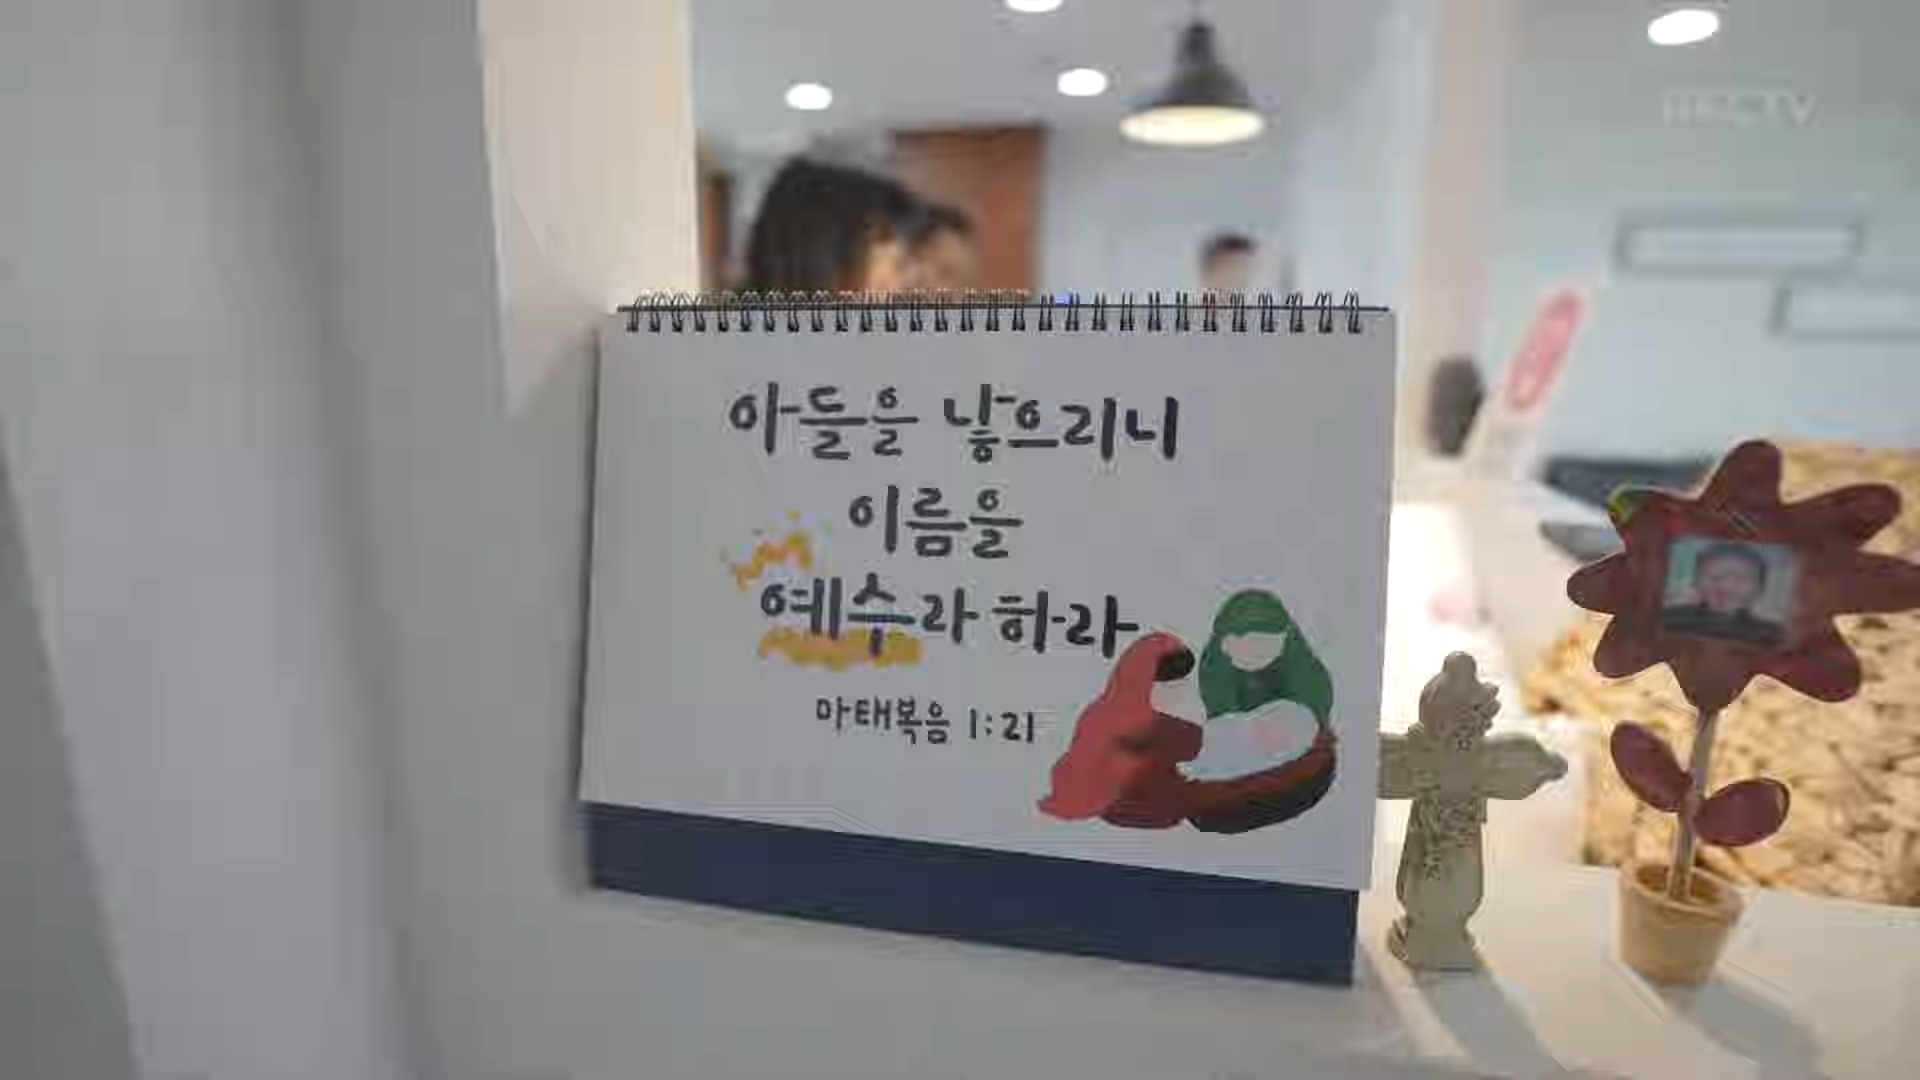 아들을 낳으리니
이름을
예수라 하라
마태복음 1:21